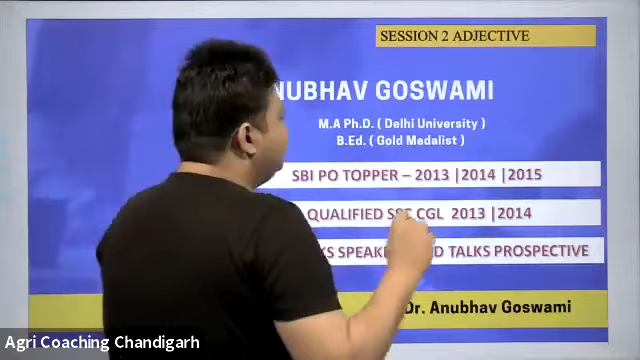 SESSION 2 ADJECTIVE
NUBHAV GOSWAMI
M.A Ph.D. ( Delhi University )
B.Ed. ( Gold Medalist )
SBI PO TOPPER – 2013 |2014 |2015
QUALIFIED CGL 2013 |2014
TALKS PROSPECTIVE
Dr. Anubhav Goswami
Agri Coaching Chandigarh